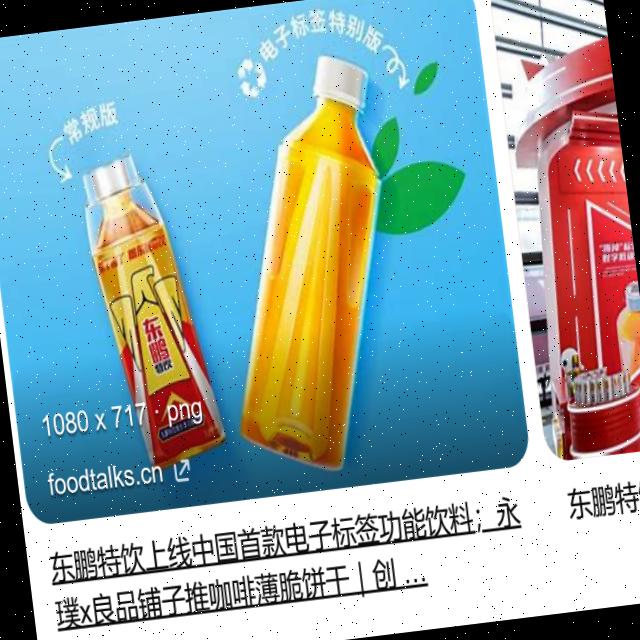 电子标签特别版
常规版
东鹏
特饮
1080 x 717 · png
foodtalks.cn
东鹏特饮上线中国首款电子标签功能饮料；永
璞x良品铺子推咖啡薄脆饼干｜创 ...
东鹏特